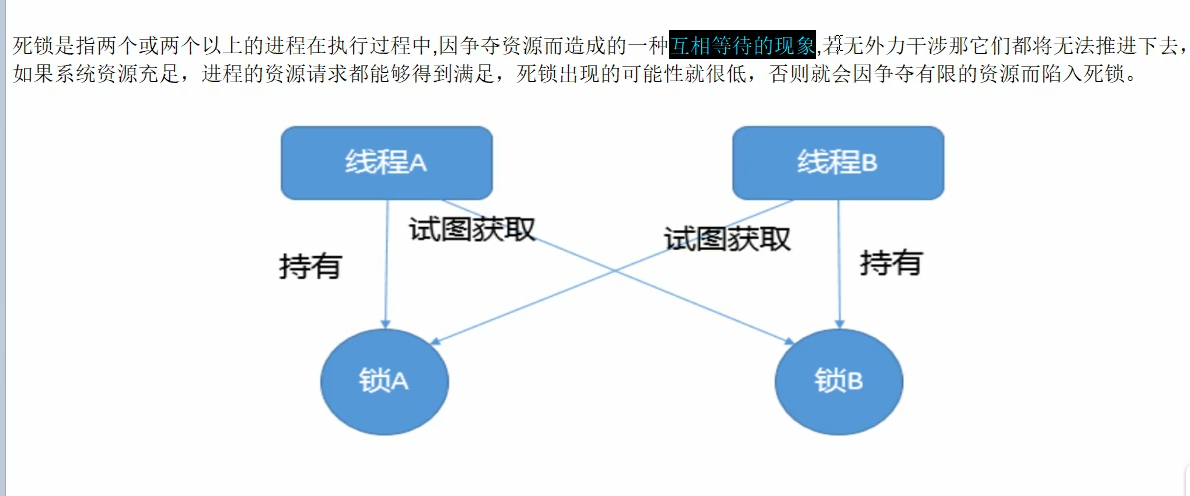 死锁是指两个或两个以上的进程在执行过程中,因争夺资源而造成的一种互相等待的现象,若无外力干涉那它们都将无法推进下去，
如果系统资源充足，进程的资源请求都能够得到满足，死锁出现的可能性就很低，否则就会因争夺有限的资源而陷入死锁。
线程A
线程B
试图获取
试图获取
持有
持有
锁A
锁B